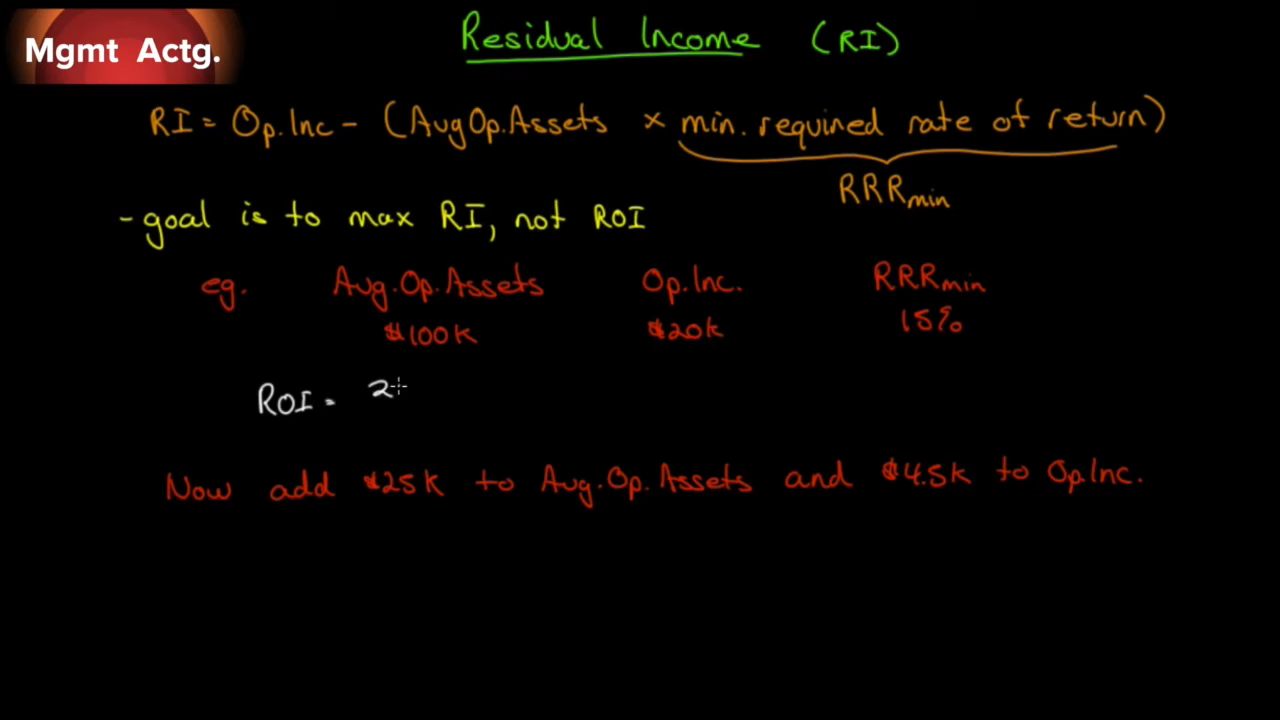 Mgmt Actg.
Residual Income (RI)
RI = Op.Inc - (Avg Op.Assets × min. required rate of return)
RRRmin
- goal is to max RI, not ROI
eg. Avg.Op.Assets Op.Inc. RRRmin
$100K $20K 15%
ROI = 2
Now add $25K to Avg.Op.Assets and $4.5K to Op.Inc.